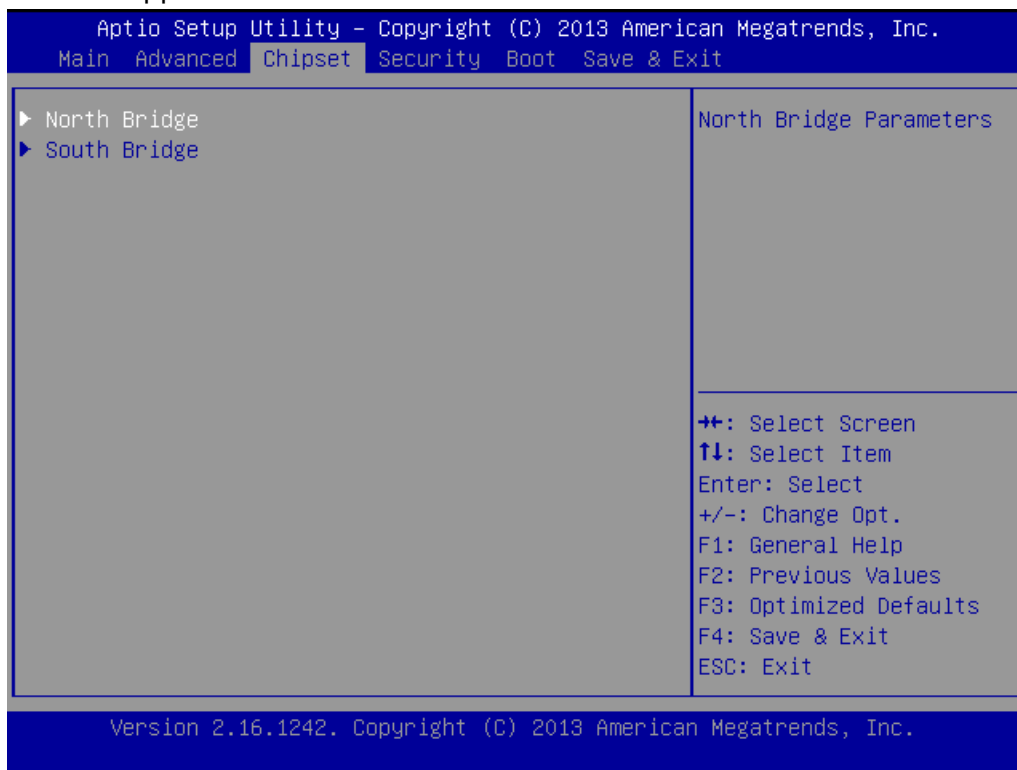 Aptio Setup Utility – Copyright (C) 2013 American Megatrends, Inc.
Main Advanced Chipset Security Boot Save & Exit
► North Bridge
► South Bridge
North Bridge Parameters
→←: Select Screen
↑↓: Select Item
Enter: Select
+/-: Change Opt.
F1: General Help
F2: Previous Values
F3: Optimized Defaults
F4: Save & Exit
ESC: Exit
Version 2.16.1242. Copyright (C) 2013 American Megatrends, Inc.